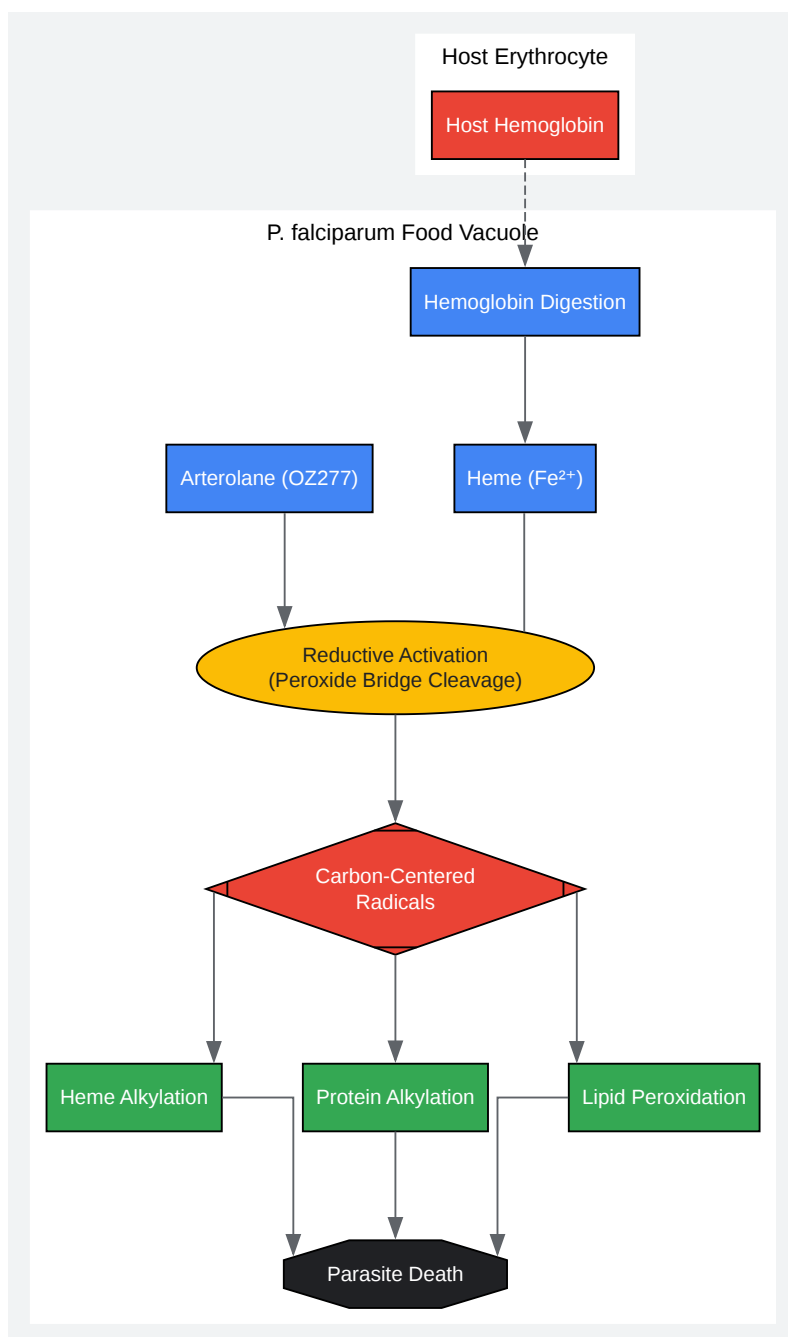 Host Erythrocyte
Host Hemoglobin
P. falciparum Food Vacuole
Hemoglobin Digestion
Arterolane (OZ277)
Heme (Fe²⁺)
Reductive Activation
(Peroxide Bridge Cleavage)
Carbon-Centered
Radicals
Heme Alkylation
Protein Alkylation
Lipid Peroxidation
Parasite Death